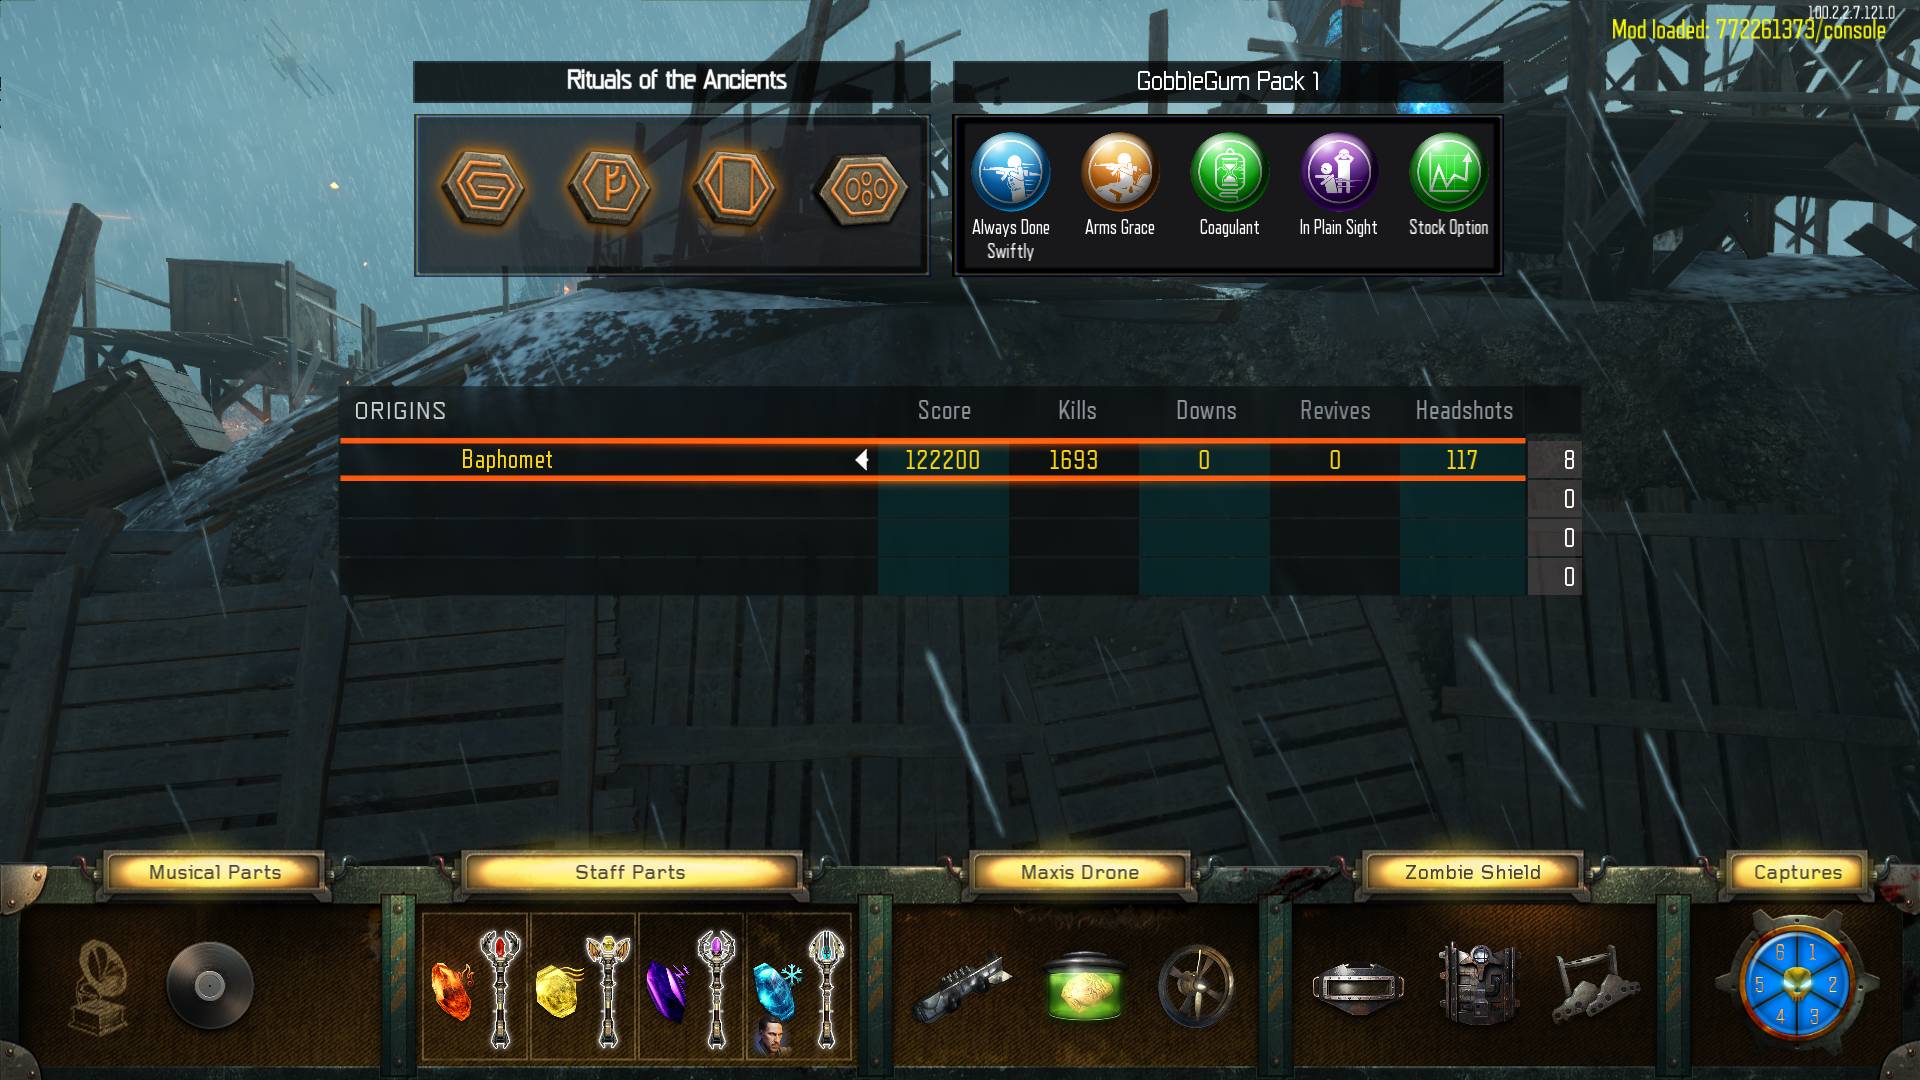 100.2.2.7.121.0
Mod loaded: 772261373/console
Rituals of the Ancients
GobbleGum Pack 1
Always Done Swiftly
Arms Grace
Coagulant
In Plain Sight
Stock Option
ORIGINS Score Kills Downs Revives Headshots
Baphomet 122200 1693 0 0 117 8
0
0
0
Musical Parts
Staff Parts
Maxis Drone
Zombie Shield
Captures
6 1
5 2
4 3